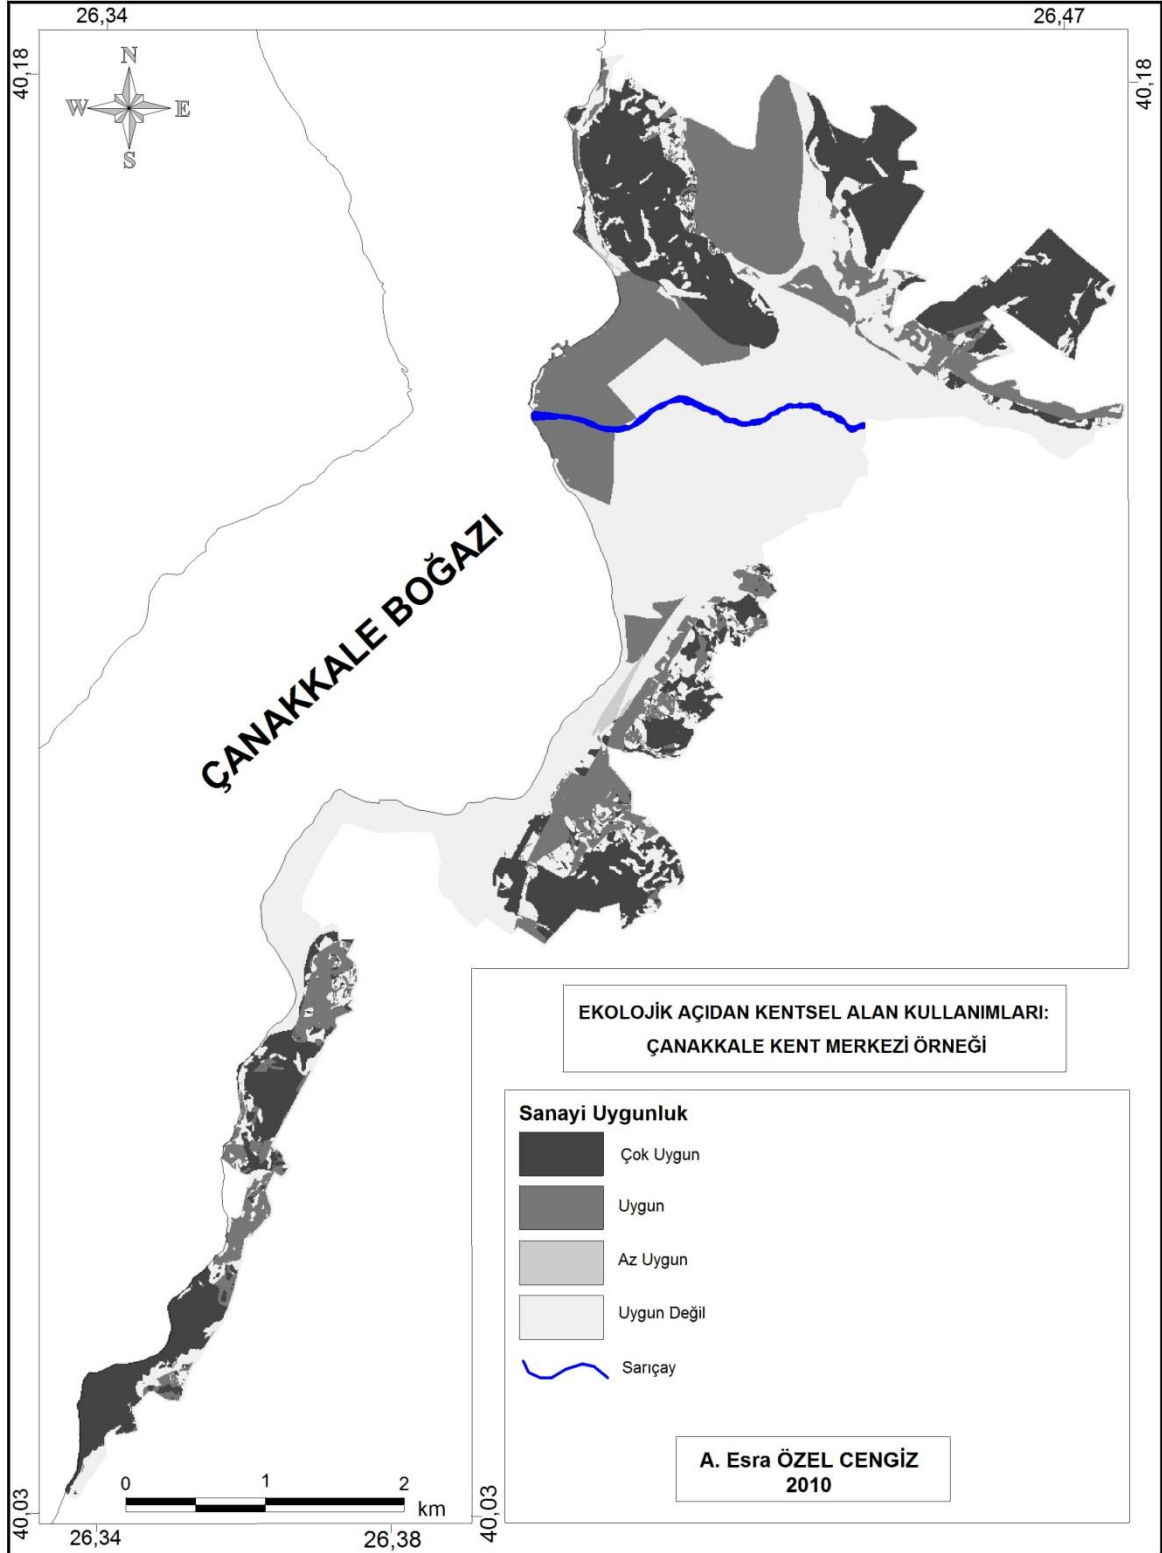 26,34
26,47
40,18
40,18
N
W
E
S
ÇANAKKALE BOĞAZI
EKOLOJİK AÇIDAN KENTSEL ALAN KULLANIMLARI:
ÇANAKKALE KENT MERKEZİ ÖRNEĞİ
Sanayi Uygunluk
Çok Uygun
Uygun
Az Uygun
Uygun Değil
Sarıçay
A. Esra ÖZEL CENGİZ
2010
0
1
2
km
40,03
40,03
26,34
26,38